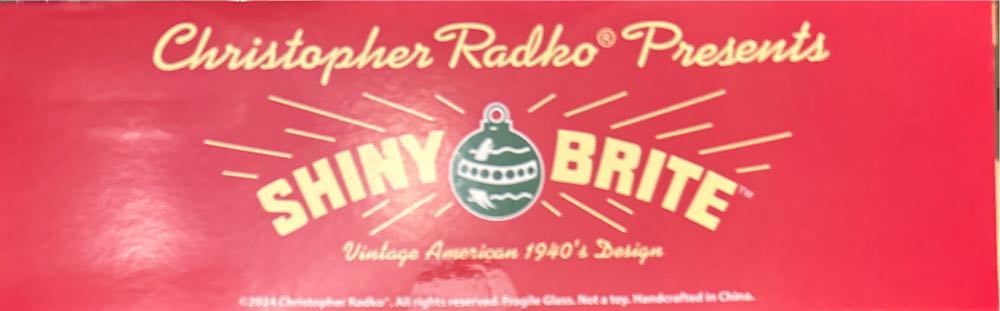 Christopher Radko® Presents
SHINY BRITE™
Vintage American 1940's Design
©2024 Christopher Radko®. All rights reserved. Fragile Glass. Not a toy. Handcrafted in China.